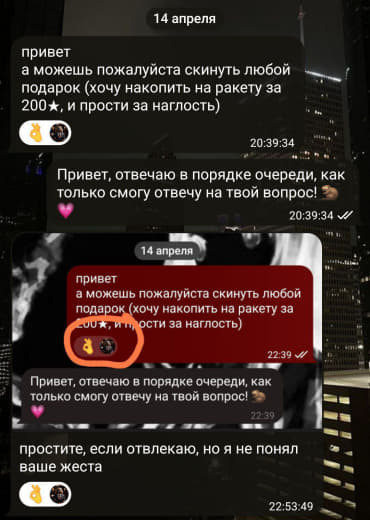 14 апреля
привет
а можешь пожалуйста скинуть любой
подарок (хочу накопить на ракету за
200★, и прости за наглость)
20:39:34
Привет, отвечаю в порядке очереди, как
только смогу отвечу на твой вопрос! 🐿️
💗
20:39:34
14 апреля
привет
а можешь пожалуйста скинуть любой
подарок (хочу накопить на ракету за
200★, и прости за наглость)
22:39
Привет, отвечаю в порядке очереди, как
только смогу отвечу на твой вопрос! 🐿️
💗
22:39
простите, если отвлекаю, но я не понял
ваше жеста
22:53:49